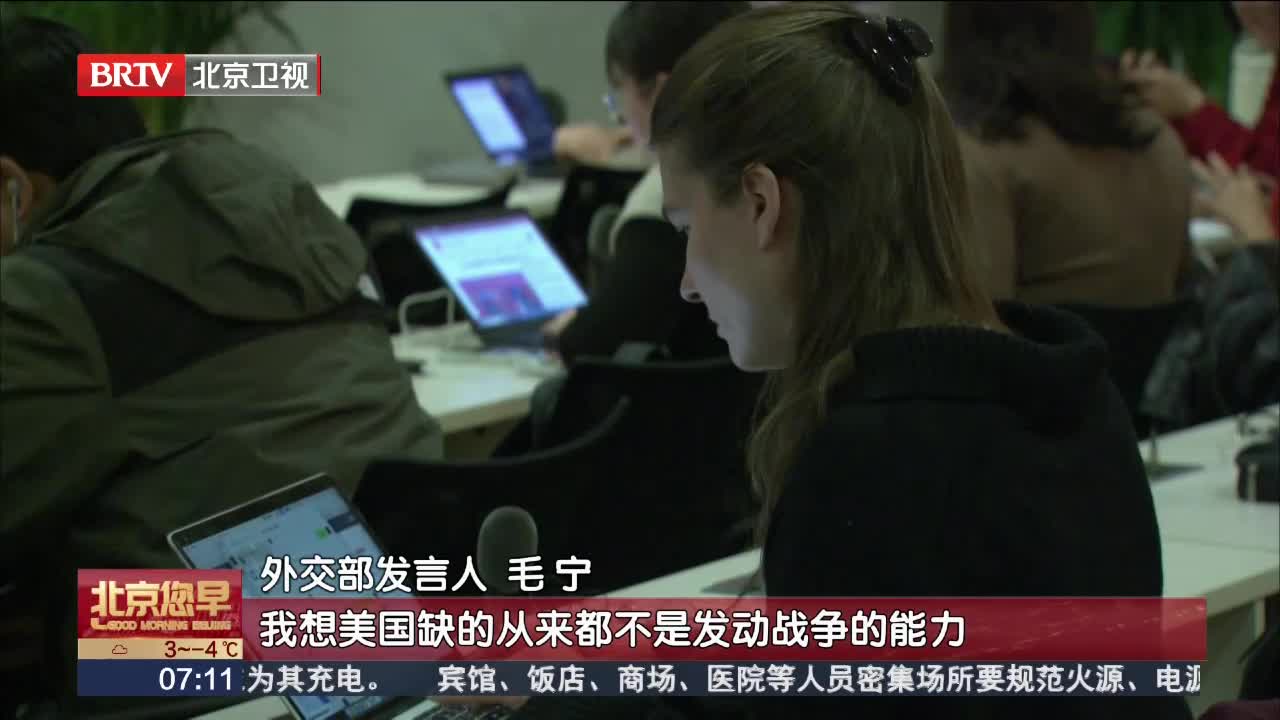 BRTV 北京卫视
外交部发言人 毛宁
北京您早
GOOD MORNING BEIJING
我想美国缺的从来都不是发动战争的能力
3~-4℃
07:11
为其充电。 宾馆、饭店、商场、医院等人员密集场所要规范火源、电源